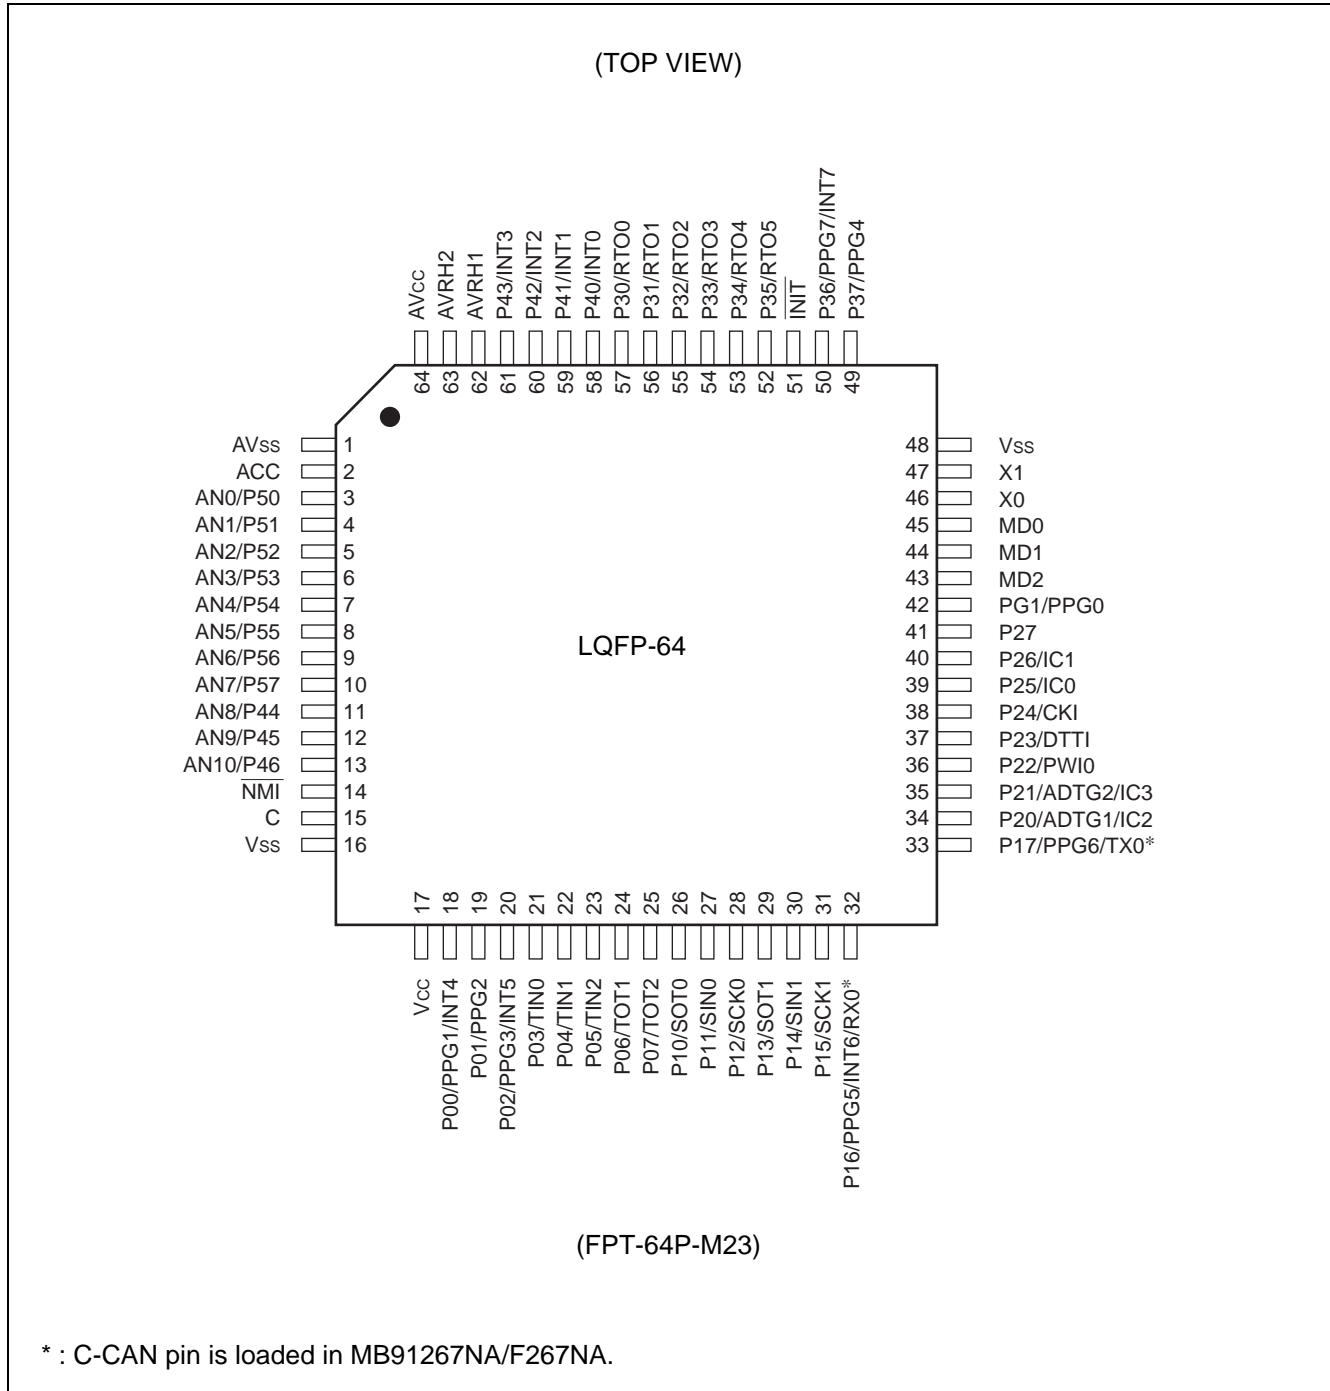 (TOP VIEW)
AVcc
AVRH2
AVRH1
P43/INT3
P42/INT2
P41/INT1
P40/INT0
P30/RTO0
P31/RTO1
P32/RTO2
P33/RTO3
P34/RTO4
P35/RTO5
INIT
P36/PPG7/INT7
P37/PPG4
64
63
62
61
60
59
58
57
56
55
54
53
52
51
50
49
AVss 1
ACC 2
AN0/P50 3
AN1/P51 4
AN2/P52 5
AN3/P53 6
AN4/P54 7
AN5/P55 8
AN6/P56 9
AN7/P57 10
AN8/P44 11
AN9/P45 12
AN10/P46 13
NMI 14
C 15
Vss 16
LQFP-64
48 Vss
47 X1
46 X0
45 MD0
44 MD1
43 MD2
42 PG1/PPG0
41 P27
40 P26/IC1
39 P25/IC0
38 P24/CKI
37 P23/DTTI
36 P22/PWI0
35 P21/ADTG2/IC3
34 P20/ADTG1/IC2
33 P17/PPG6/TX0*
17
18
19
20
21
22
23
24
25
26
27
28
29
30
31
32
Vcc
P00/PPG1/INT4
P01/PPG2
P02/PPG3/INT5
P03/TIN0
P04/TIN1
P05/TIN2
P06/TOT1
P07/TOT2
P10/SOT0
P11/SIN0
P12/SCK0
P13/SOT1
P14/SIN1
P15/SCK1
P16/PPG5/INT6/RX0*
(FPT-64P-M23)
* : C-CAN pin is loaded in MB91267NA/F267NA.